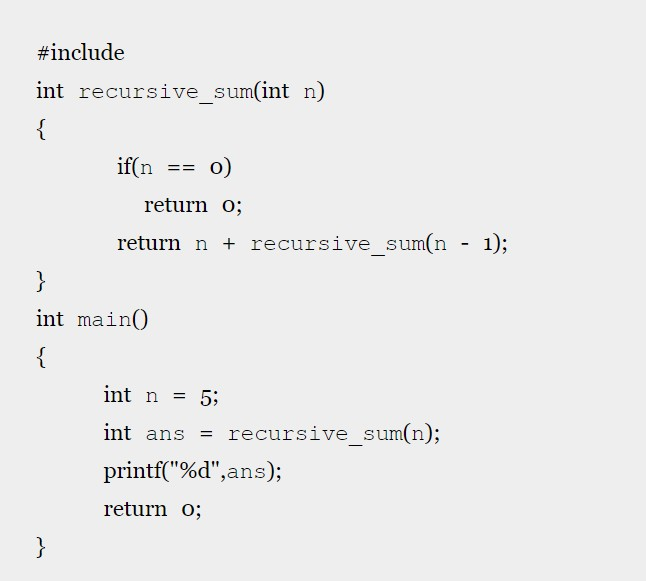 #include
int recursive_sum(int n)
{
if(n == 0)
return 0;
return n + recursive_sum(n - 1);
}
int main()
{
int n = 5;
int ans = recursive_sum(n);
printf("%d",ans);
return 0;
}